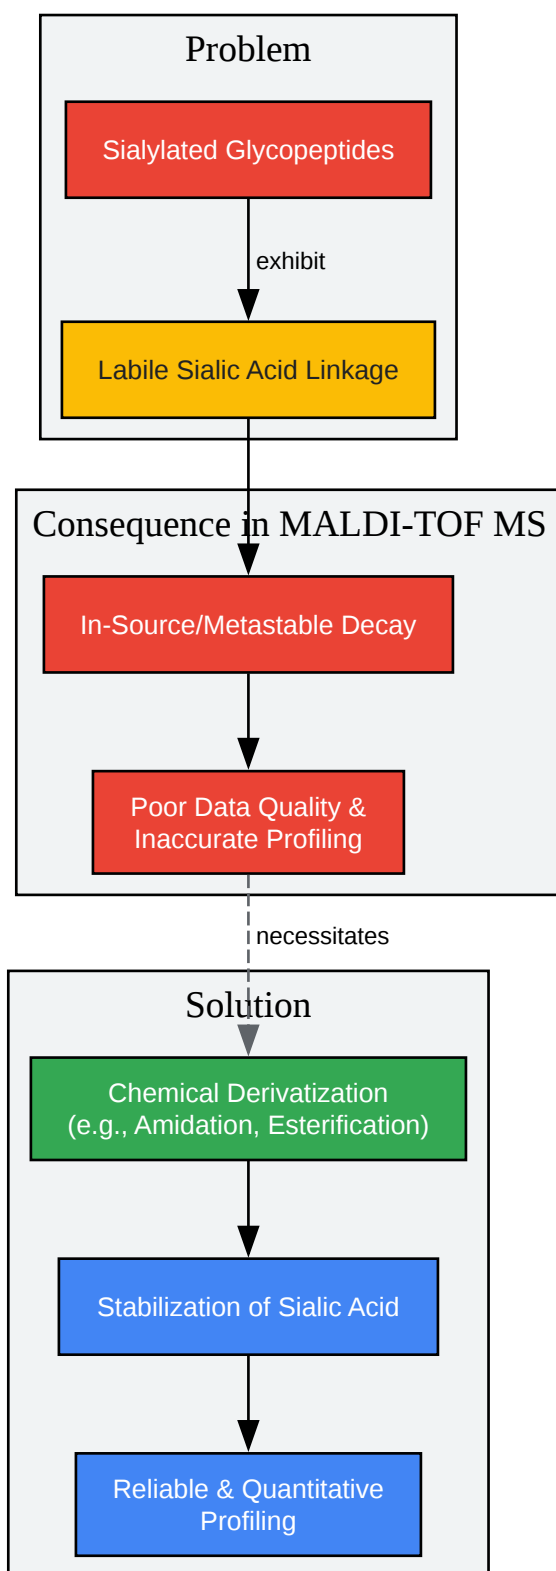 Problem
Sialylated Glycopeptides
exhibit
Labile Sialic Acid Linkage
Consequence in MALDI-TOF MS
In-Source/Metastable Decay
Poor Data Quality &
Inaccurate Profiling
necessitates
Solution
Chemical Derivatization
(e.g., Amidation, Esterification)
Stabilization of Sialic Acid
Reliable & Quantitative
Profiling